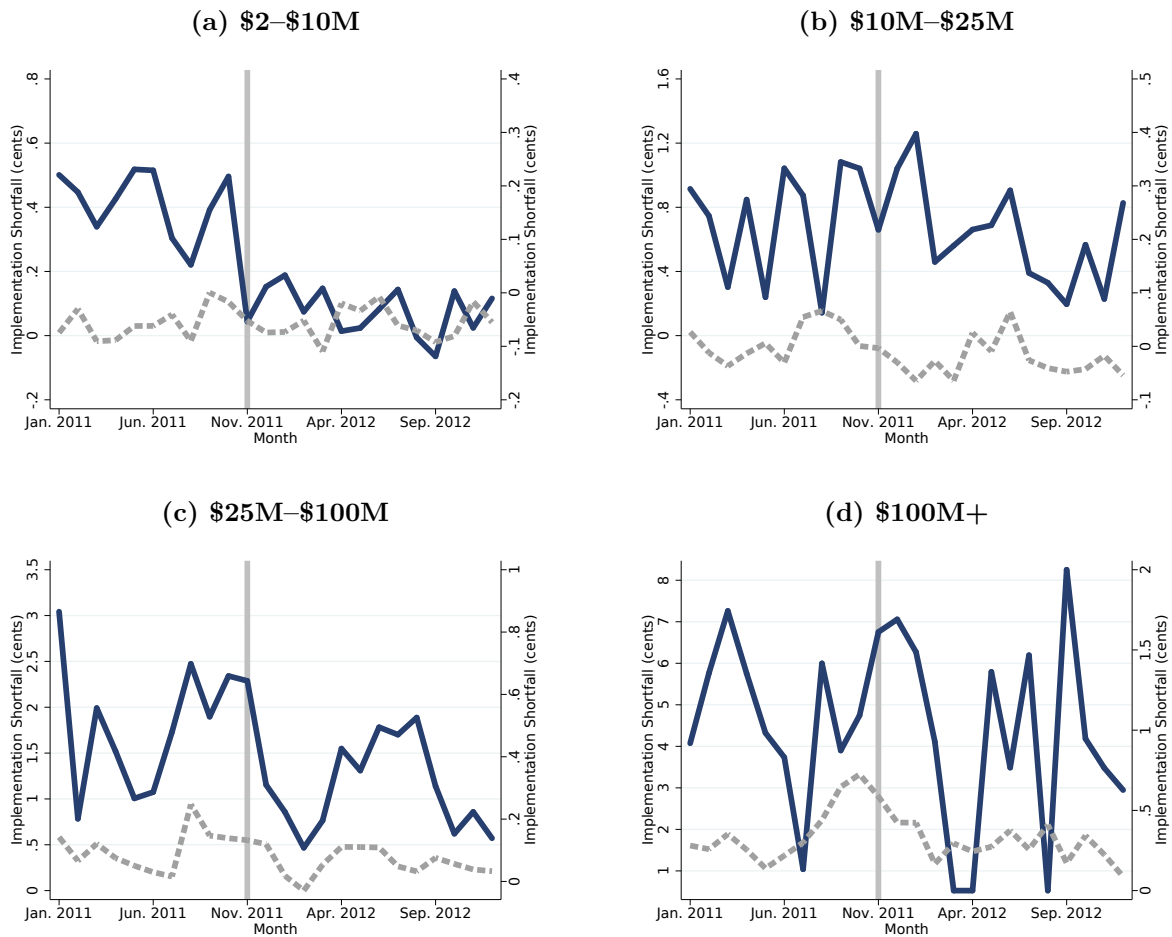 (a) $2–$10M
Implementation Shortfall (cents)
-.2 0 .2 .4 .6 .8
-.2 -.1 0 .1 .2 .3 .4
Implementation Shortfall (cents)
Jan. 2011 Jun. 2011 Nov. 2011 Apr. 2012 Sep. 2012
Month
(b) $10M–$25M
Implementation Shortfall (cents)
-.4 0 .4 .8 1.2 1.6
-.1 0 .1 .2 .3 .4 .5
Implementation Shortfall (cents)
Jan. 2011 Jun. 2011 Nov. 2011 Apr. 2012 Sep. 2012
Month
(c) $25M–$100M
Implementation Shortfall (cents)
0 .5 1 1.5 2 2.5 3 3.5
0 .2 .4 .6 .8 1
Implementation Shortfall (cents)
Jan. 2011 Jun. 2011 Nov. 2011 Apr. 2012 Sep. 2012
Month
(d) $100M+
Implementation Shortfall (cents)
1 2 3 4 5 6 7 8
0 .5 1 1.5 2
Implementation Shortfall (cents)
Jan. 2011 Jun. 2011 Nov. 2011 Apr. 2012 Sep. 2012
Month